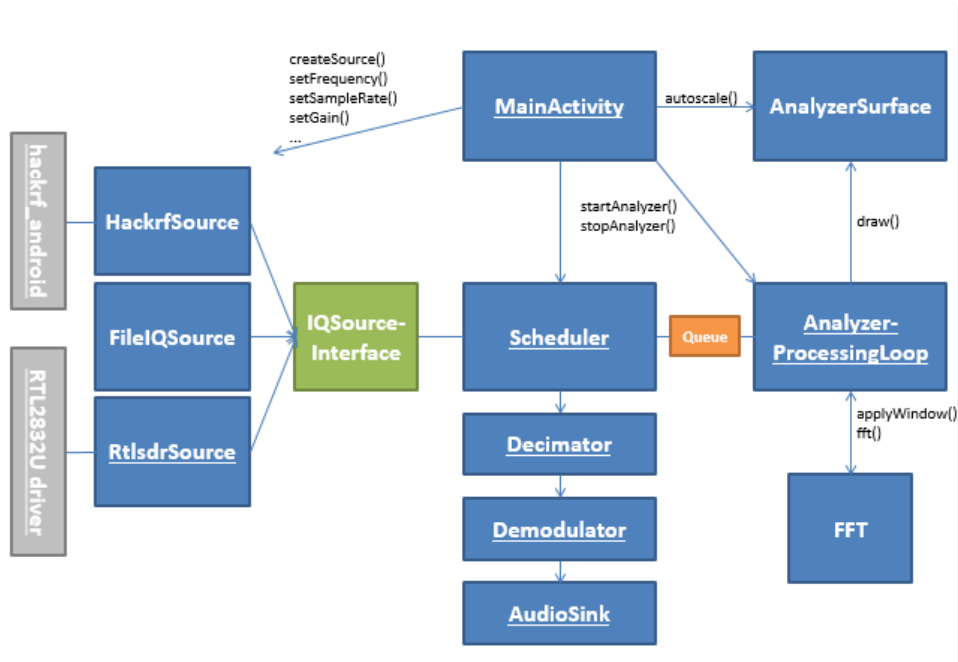 createSource()
setFrequency()
setSampleRate()
setGain()
...
MainActivity
autoscale()
AnalyzerSurface
hackrf_android
HackrfSource
startAnalyzer()
stopAnalyzer()
draw()
FileIQSource
IQSource-
Interface
Scheduler
Queue
Analyzer-
ProcessingLoop
RTL2832U driver
RtlsdrSource
Decimator
applyWindow()
fft()
Demodulator
FFT
AudioSink